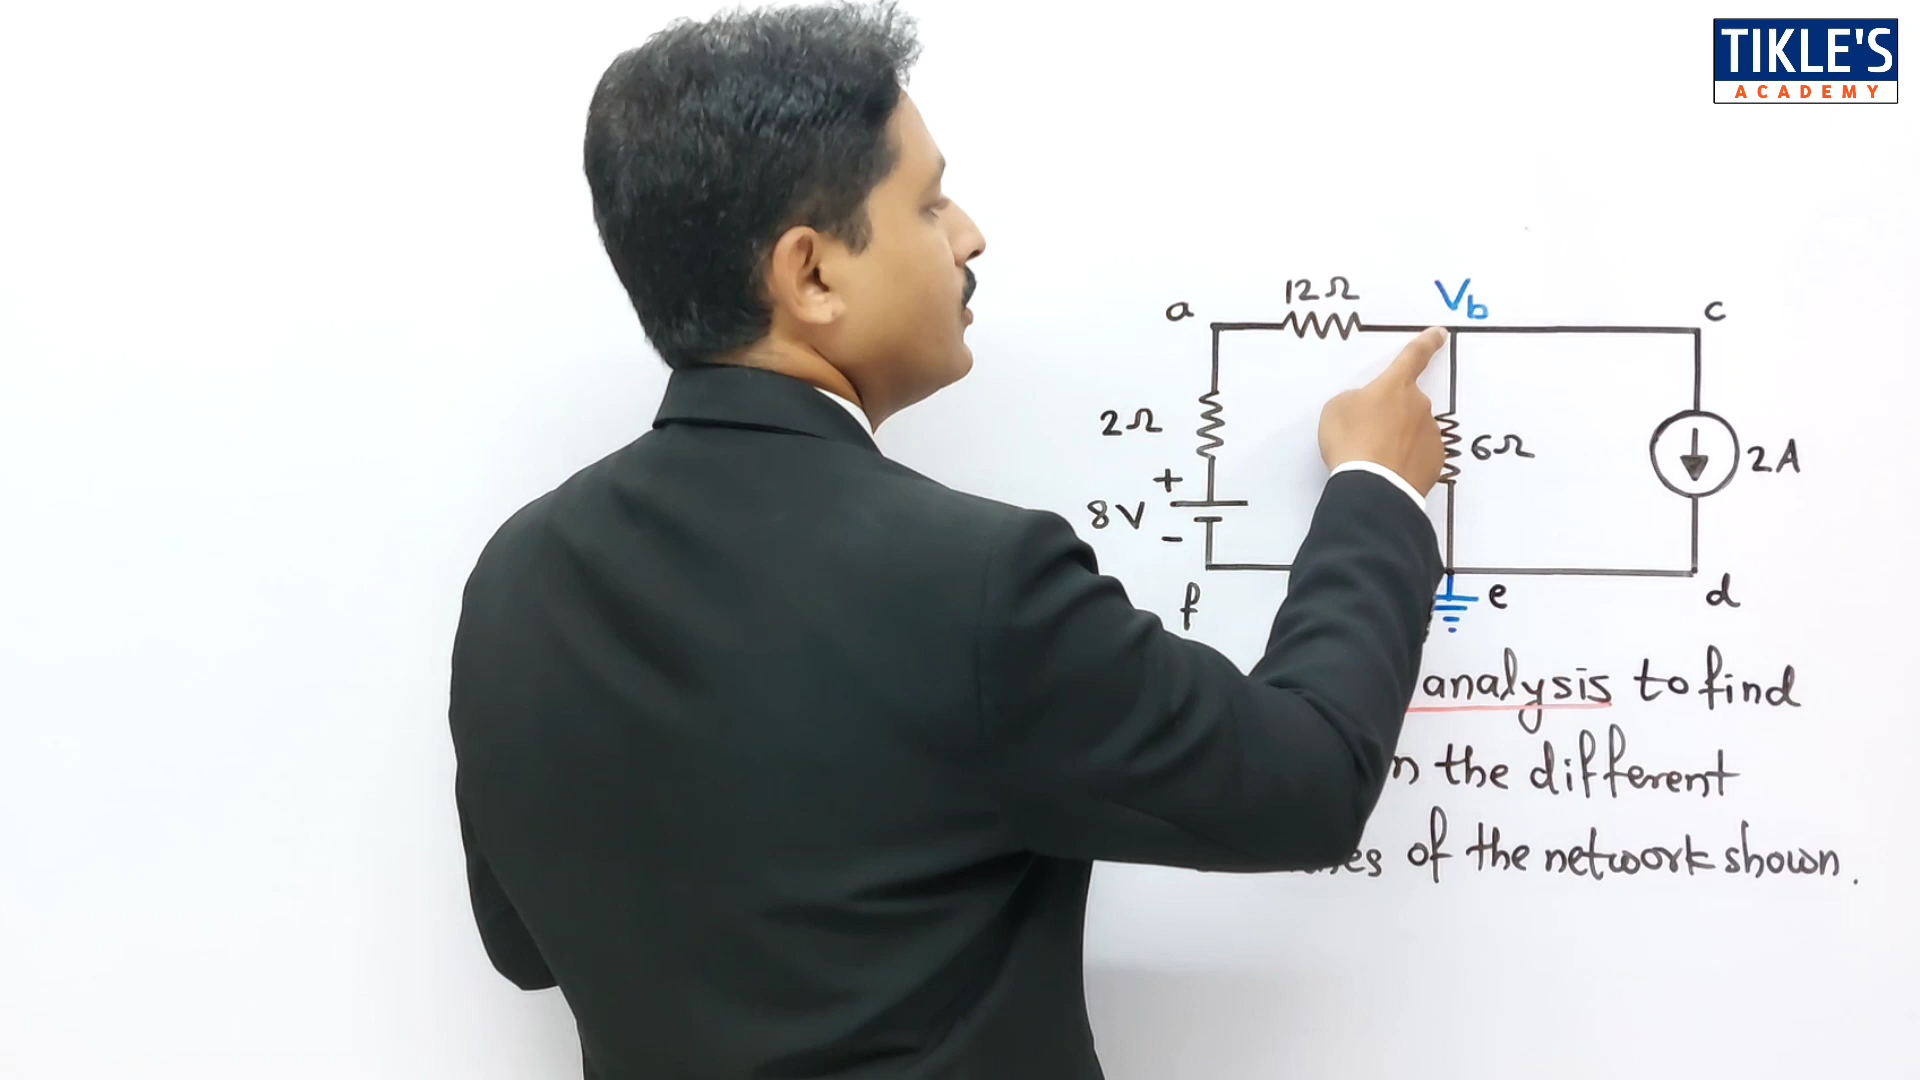 TIKLE'S
ACADEMY
12Ω
Vb
a
c
2Ω
6Ω
+
8V
-
2A
f
e
d
analysis to find
the different
of the network shown.